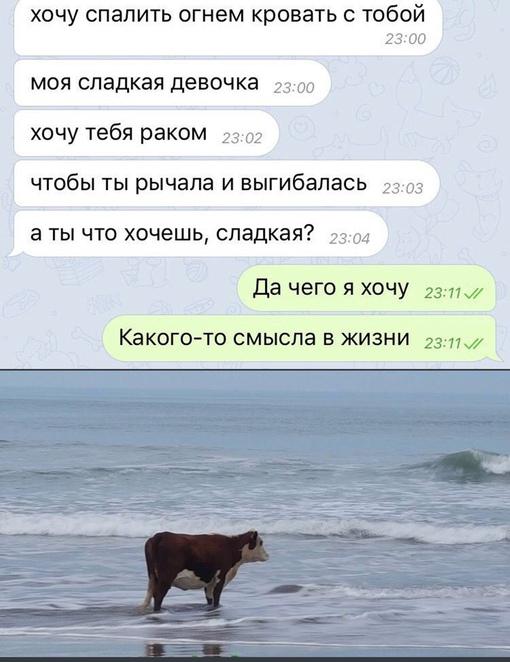 хочу спалить огнем кровать с тобой
23:00
моя сладкая девочка 23:00
хочу тебя раком 23:02
чтобы ты рычала и выгибалась 23:03
а ты что хочешь, сладкая? 23:04
Да чего я хочу 23:11
Какого-то смысла в жизни 23:11